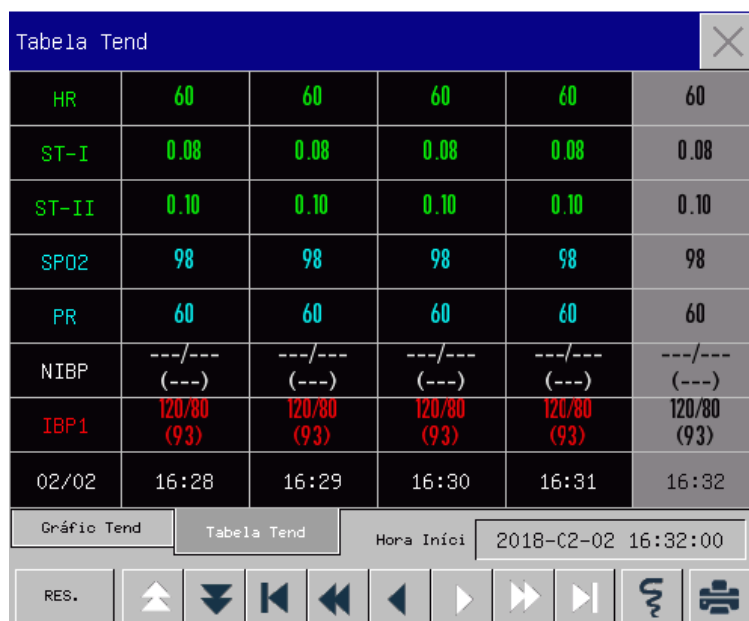 Tabela Tend
HR 60 60 60 60 60
ST-I 0.08 0.08 0.08 0.08 0.08
ST-II 0.10 0.10 0.10 0.10 0.10
SPO2 98 98 98 98 98
PR 60 60 60 60 60
NIBP ---/--- ---/--- ---/--- ---/--- ---/---
(---) (---) (---) (---) (---)
IBP1 120/80 120/80 120/80 120/80 120/80
(93) (93) (93) (93) (93)
02/02 16:28 16:29 16:30 16:31 16:32
Gráfic Tend Tabela Tend Hora Iníci 2018-02-02 16:32:00
RES.